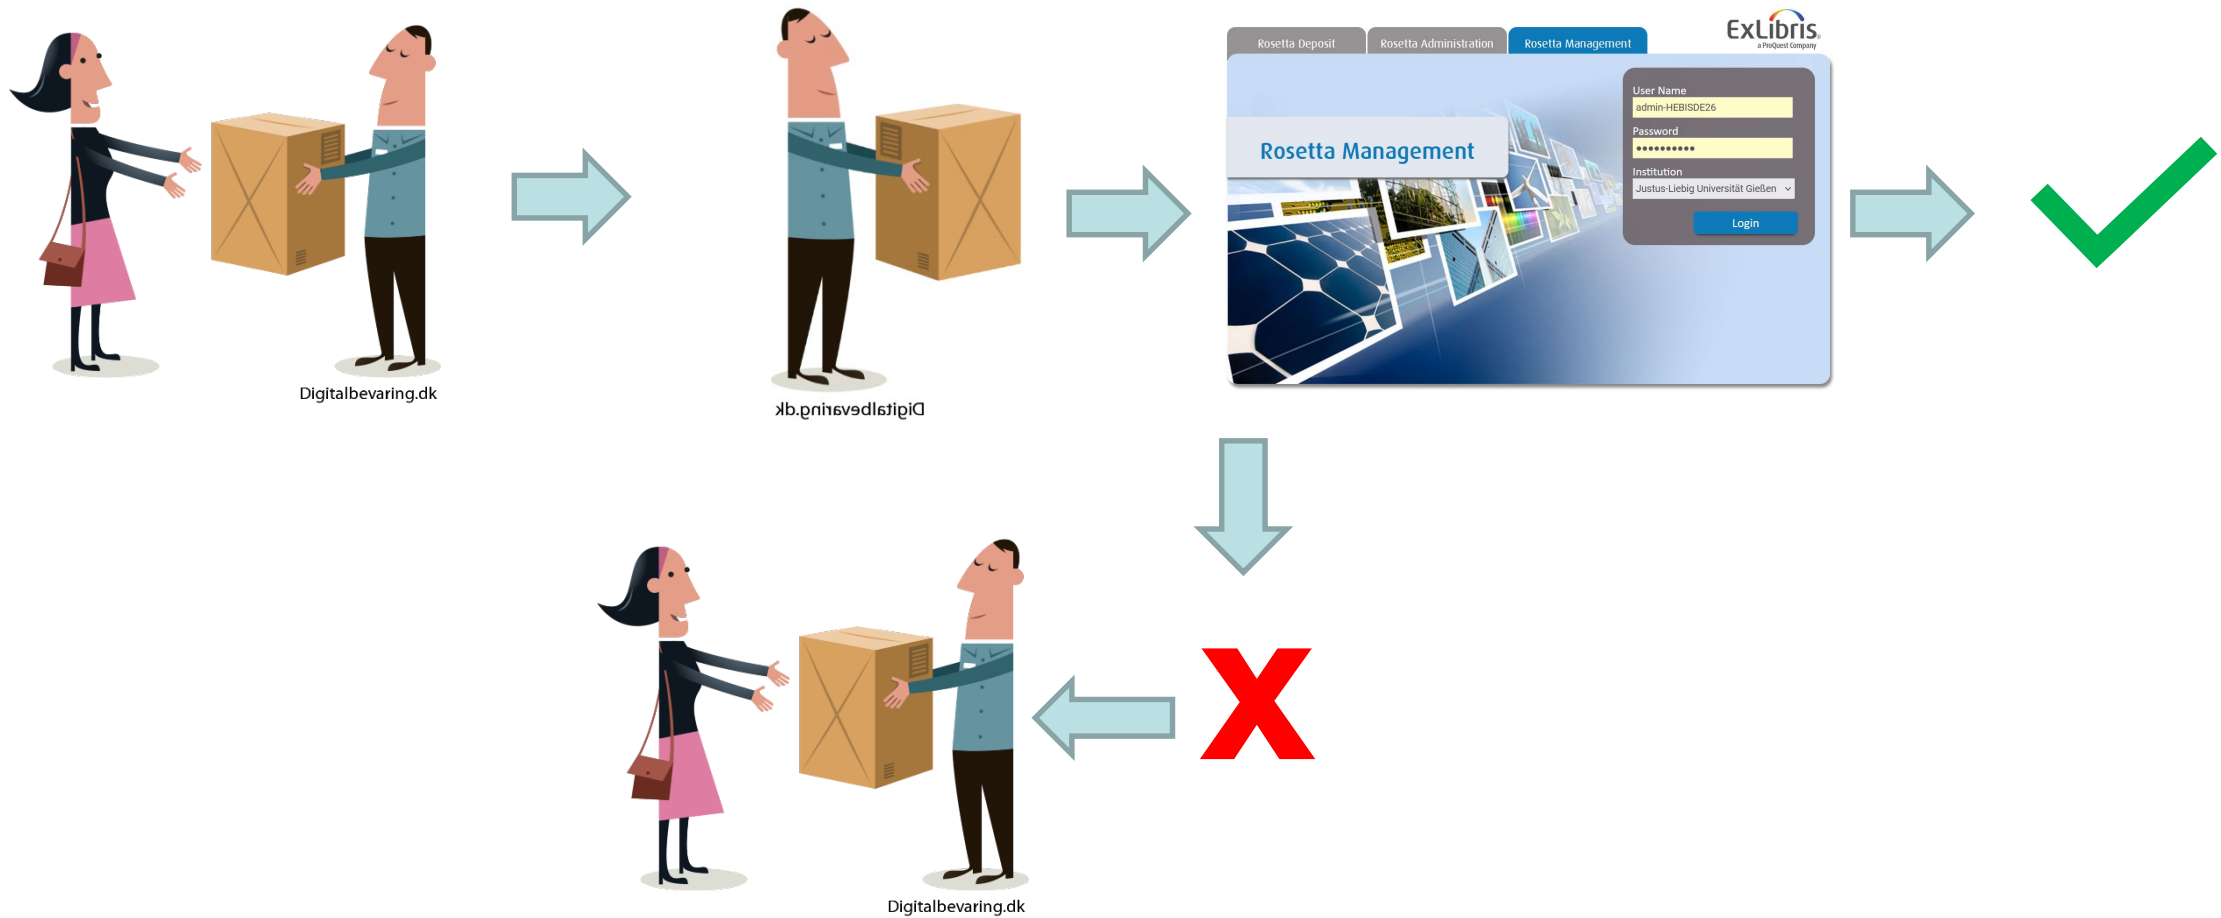 Digitalbevaring.dk
Digitalbevaring.dk
Rosetta Deposit
Rosetta Administration
Rosetta Management
ExLibris®
a ProQuest Company
Rosetta Management
User Name
admin-HEBISDE26
Password
••••••••••
Institution
Justus-Liebig Universität Gießen
Login
X
Digitalbevaring.dk